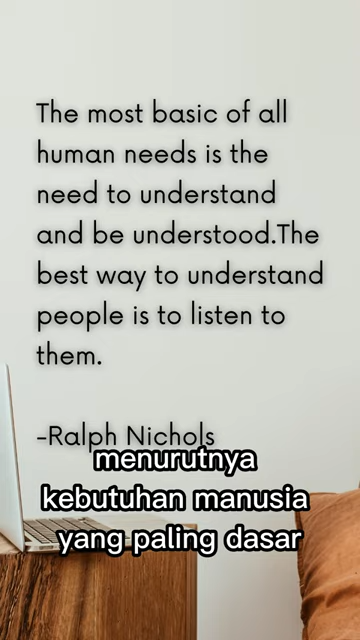 The most basic of all
human needs is the
need to understand
and be understood.The
best way to understand
people is to listen to
them.
-Ralph Nichols
menurutnya
kebutuhan manusia
yang paling dasar